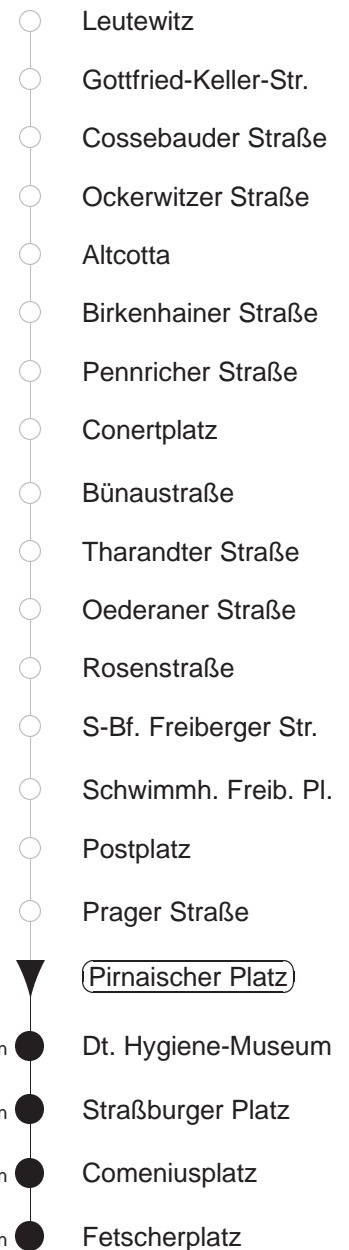 Leutewitz
Gottfried-Keller-Str.
Cossebauder Straße
Ockerwitzer Straße
Altcotta
Birkenhainer Straße
Pennricher Straße
Conertplatz
Bünaustraße
Tharandter Straße
Oederaner Straße
Rosenstraße
S-Bf. Freiberger Str.
Schwimmh. Freib. Pl.
Postplatz
Prager Straße
Pirnaischer Platz
Dt. Hygiene-Museum
Straßburger Platz
Comeniusplatz
Fetscherplatz